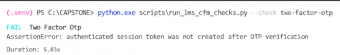 (.venv) PS C:\CAPSTONE> python.exe scripts\run_lms_cfm_checks.py --check two-factor-otp
FAIL  Two Factor Otp
AssertionError: authenticated session token was not created after OTP verification
Duration: 5.83s